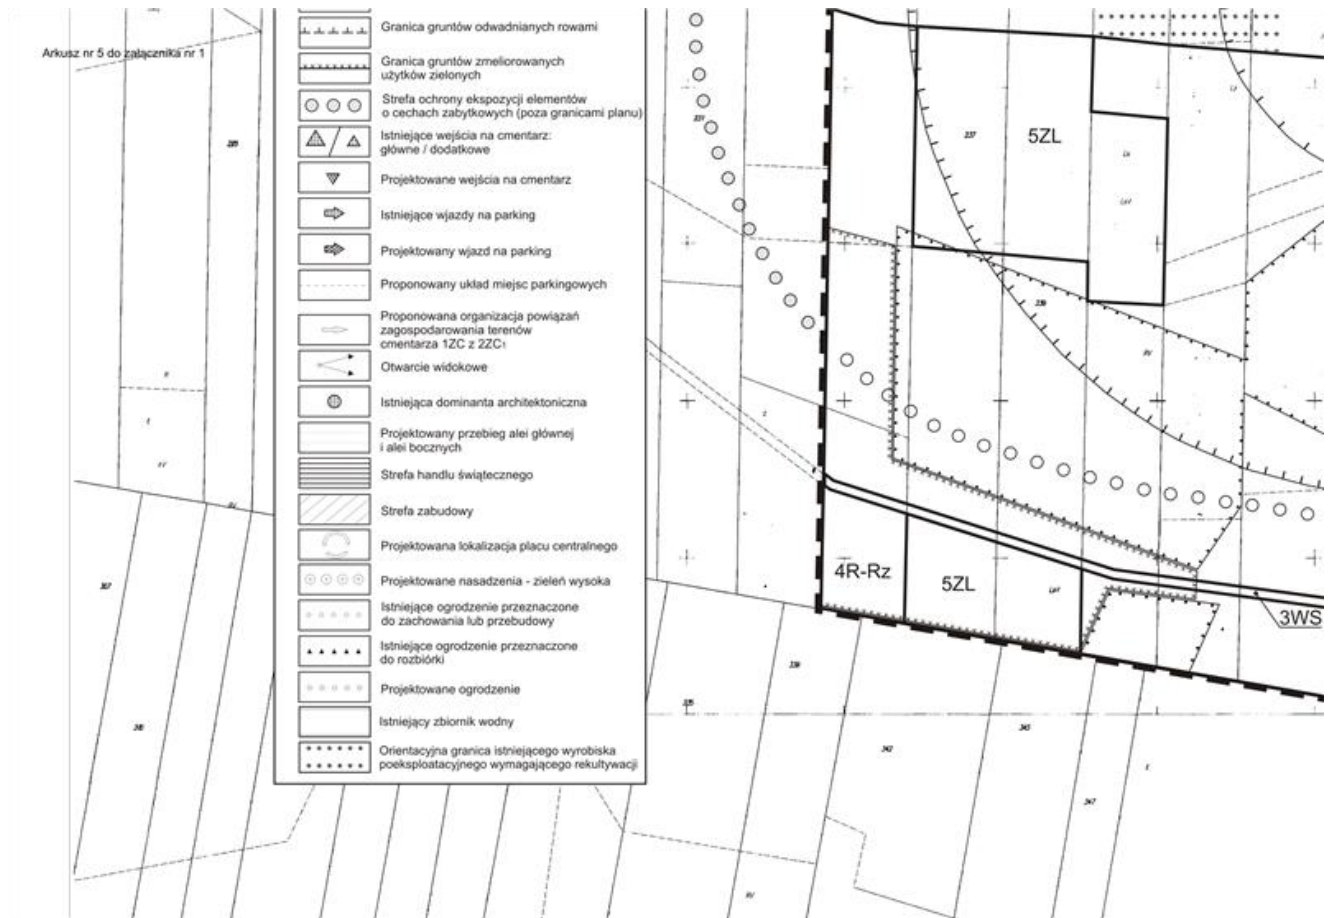 Arkusz nr 5 do załącznika nr 1
Granica gruntów odwadnianych rowami
Granica gruntów zmeliorowanych
użytków zielonych
Strefa ochrony ekspozycji elementów
o cechach zabytkowych (poza granicami planu)
Istniejące wejścia na cmentarz:
główne / dodatkowe
Projektowane wejścia na cmentarz
Istniejące wjazdy na parking
Projektowany wjazd na parking
Proponowany układ miejsc parkingowych
Proponowana organizacja powiązań
zagospodarowania terenów
cmentarza 1ZC z 2ZC1
Otwarcie widokowe
Istniejąca dominanta architektoniczna
Projektowany przebieg alei głównej
i alei bocznych
Strefa handlu świątecznego
Strefa zabudowy
Projektowana lokalizacja placu centralnego
Projektowane nasadzenia - zieleń wysoka
Istniejące ogrodzenie przeznaczone
do zachowania lub przebudowy
Istniejące ogrodzenie przeznaczone
do rozbiórki
Projektowane ogrodzenie
Istniejący zbiornik wodny
Orientacyjna granica istniejącego wyrobiska
poeksploatacyjnego wymagającego rekultywacji
237
5ZL
4R-Rz
5ZL
3WS
342
345
347